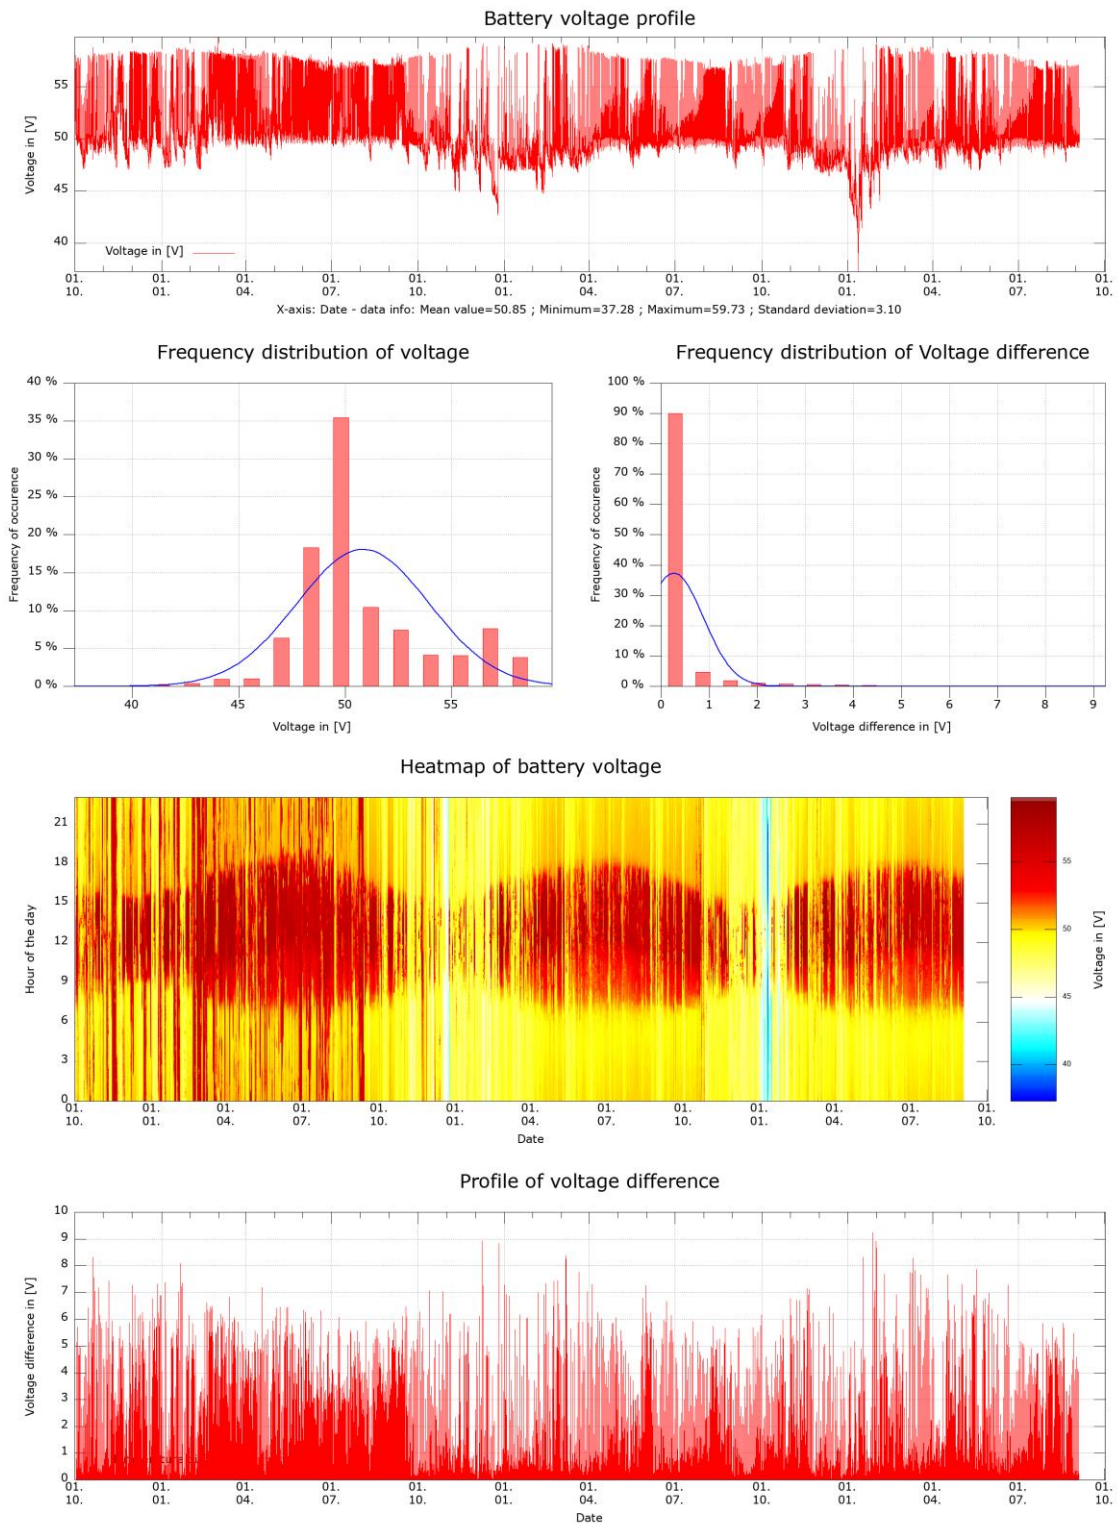 Battery voltage profile
Voltage in [V]
55
50
45
40
Voltage in [V]
01. 01. 01. 01. 01. 01. 01. 01. 01. 01. 01. 01. 01.
10. 01. 04. 07. 10. 01. 04. 07. 10. 01. 04. 07. 10.
X-axis: Date - data info: Mean value=50.85 ; Minimum=37.28 ; Maximum=59.73 ; Standard deviation=3.10
Frequency distribution of voltage
Frequency of occurence
40 %
35 %
30 %
25 %
20 %
15 %
10 %
5 %
0 %
40 45 50 55
Voltage in [V]
Frequency distribution of Voltage difference
Frequency of occurence
100 %
90 %
80 %
70 %
60 %
50 %
40 %
30 %
20 %
10 %
0 %
0 1 2 3 4 5 6 7 8 9
Voltage difference in [V]
Heatmap of battery voltage
Hour of the day
21
18
15
12
9
6
3
0
01. 01. 01. 01. 01. 01. 01. 01. 01. 01. 01. 01. 01.
10. 01. 04. 07. 10. 01. 04. 07. 10. 01. 04. 07. 10.
Date
55
50
45
40
Voltage in [V]
Profile of voltage difference
Voltage difference in [V]
10
9
8
7
6
5
4
3
2
1
0
01. 01. 01. 01. 01. 01. 01. 01. 01. 01. 01. 01. 01.
10. 01. 04. 07. 10. 01. 04. 07. 10. 01. 04. 07. 10.
Date